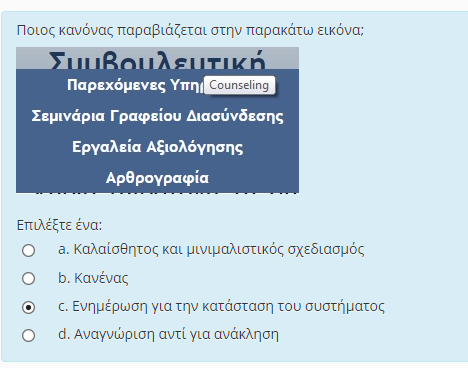 Ποιος κανόνας παραβιάζεται στην παρακάτω εικόνα;
Συμβουλευτική
Παρεχόμενες Υπηρ
Counseling
Σεμινάρια Γραφείου Διασύνδεσης
Εργαλεία Αξιολόγησης
Αρθρογραφία
Επιλέξτε ένα:
a. Καλαίσθητος και μινιμαλιστικός σχεδιασμός
b. Κανένας
c. Ενημέρωση για την κατάσταση του συστήματος
d. Αναγνώριση αντί για ανάκληση